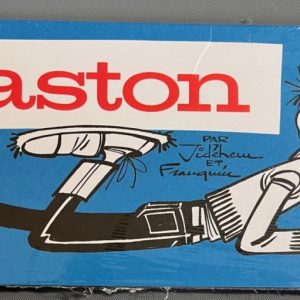 aston
PAR
Jidéhem
ET
Franquin